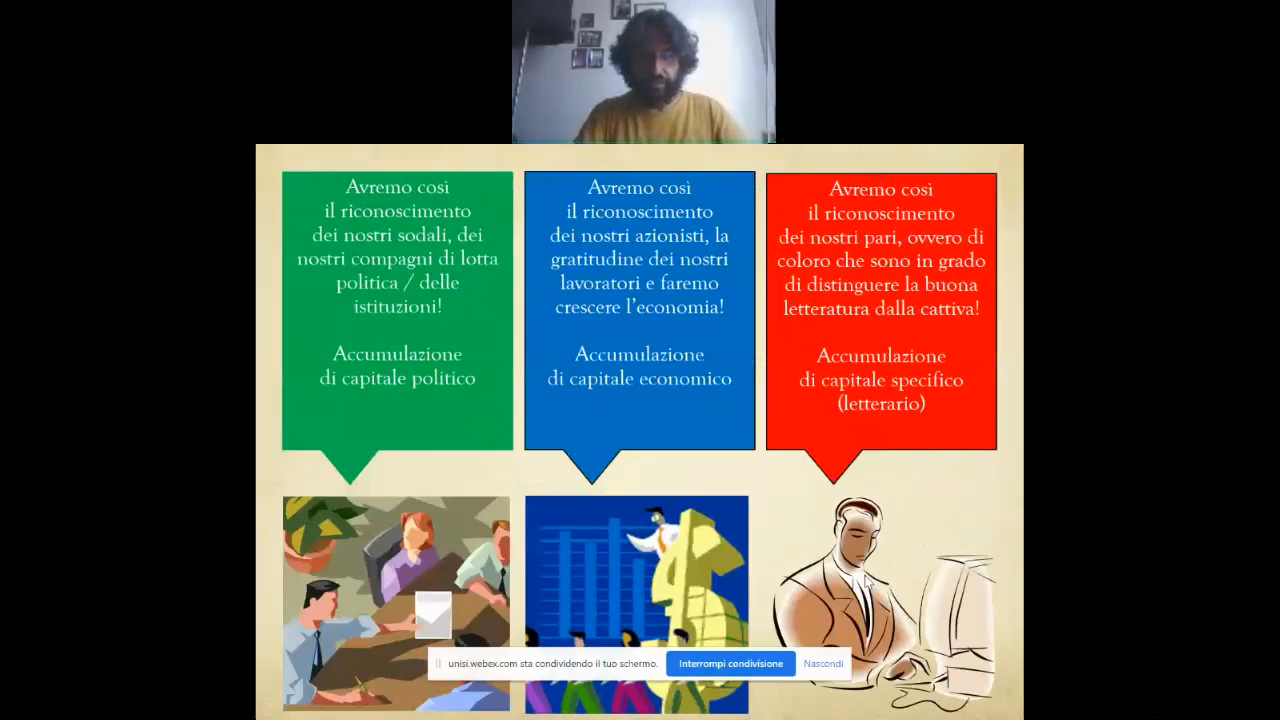 Avremo così
il riconoscimento
dei nostri sodali, dei
nostri compagni di lotta
politica / delle
istituzioni!
Accumulazione
di capitale politico
Avremo così
il riconoscimento
dei nostri azionisti, la
gratitudine dei nostri
lavoratori e faremo
crescere l'economia!
Accumulazione
di capitale economico
Avremo così
il riconoscimento
dei nostri pari, ovvero di
coloro che sono in grado
di distinguere la buona
letteratura dalla cattiva!
Accumulazione
di capitale specifico
(letterario)
unisi.webex.com sta condividendo il tuo schermo.
Interrompi condivisione
Nascondi